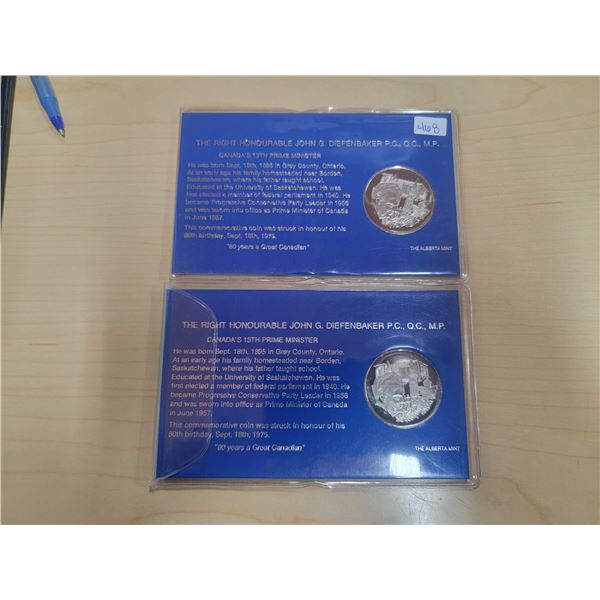 468
THE RIGHT HONOURABLE JOHN G. DIEFENBAKER P.C., Q.C., M.P.
CANADA'S 13TH PRIME MINISTER
He was born Sept. 18th, 1895 in Grey County, Ontario.
At an early age his family homesteaded near Borden,
Saskatchewan, where his father taught school.
Educated at the University of Saskatchewan. He was
first elected a member of federal parliament in 1940. He
became Progressive Conservative Party Leader in 1956
and was sworn into office as Prime Minister of Canada
in June 1957.
This commemorative coin was struck in honour of his
80th birthday, Sept. 18th, 1975.
"80 years a Great Canadian"
THE ALBERTA MINT
THE RIGHT HONOURABLE JOHN G. DIEFENBAKER P.C., Q.C., M.P.
CANADA'S 13TH PRIME MINISTER
He was born Sept. 18th, 1895 in Grey County, Ontario.
At an early age his family homesteaded near Borden,
Saskatchewan, where his father taught school.
Educated at the University of Saskatchewan. He was
first elected a member of federal parliament in 1940. He
became Progressive Conservative Party Leader in 1956
and was sworn into office as Prime Minister of Canada
in June 1957.
This commemorative coin was struck in honour of his
80th birthday, Sept. 18th, 1975.
"80 years a Great Canadian"
THE ALBERTA MINT